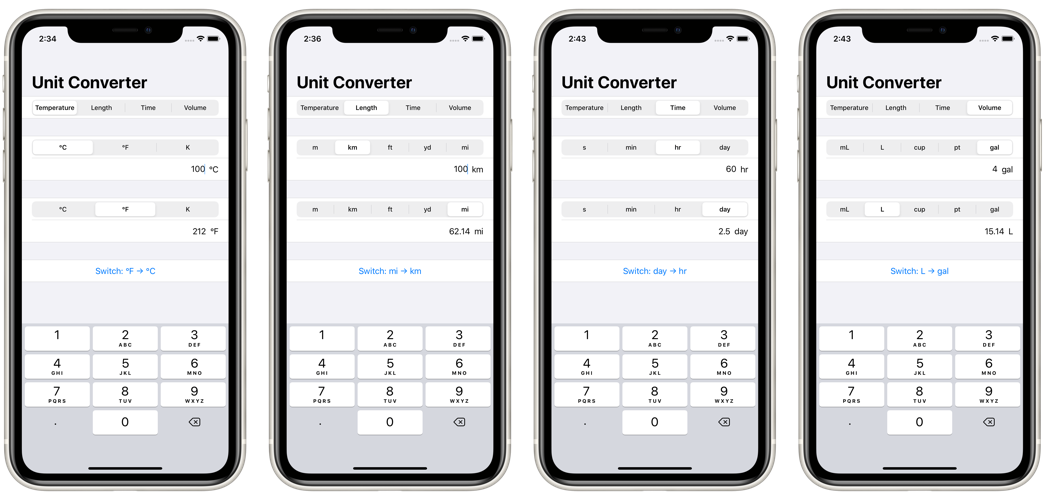 2:34
Unit Converter
Temperature Length Time Volume
°C °F K
100 °C
°C °F K
212 °F
Switch: °F → °C
1 2 3
ABC DEF
4 5 6
GHI JKL MNO
7 8 9
PQRS TUV WXYZ
. 0
2:36
Unit Converter
Temperature Length Time Volume
m km ft yd mi
100 km
m km ft yd mi
62.14 mi
Switch: mi → km
1 2 3
ABC DEF
4 5 6
GHI JKL MNO
7 8 9
PQRS TUV WXYZ
. 0
2:43
Unit Converter
Temperature Length Time Volume
s min hr day
60 hr
s min hr day
2.5 day
Switch: day → hr
1 2 3
ABC DEF
4 5 6
GHI JKL MNO
7 8 9
PQRS TUV WXYZ
. 0
2:43
Unit Converter
Temperature Length Time Volume
mL L cup pt gal
4 gal
mL L cup pt gal
15.14 L
Switch: L → gal
1 2 3
ABC DEF
4 5 6
GHI JKL MNO
7 8 9
PQRS TUV WXYZ
. 0